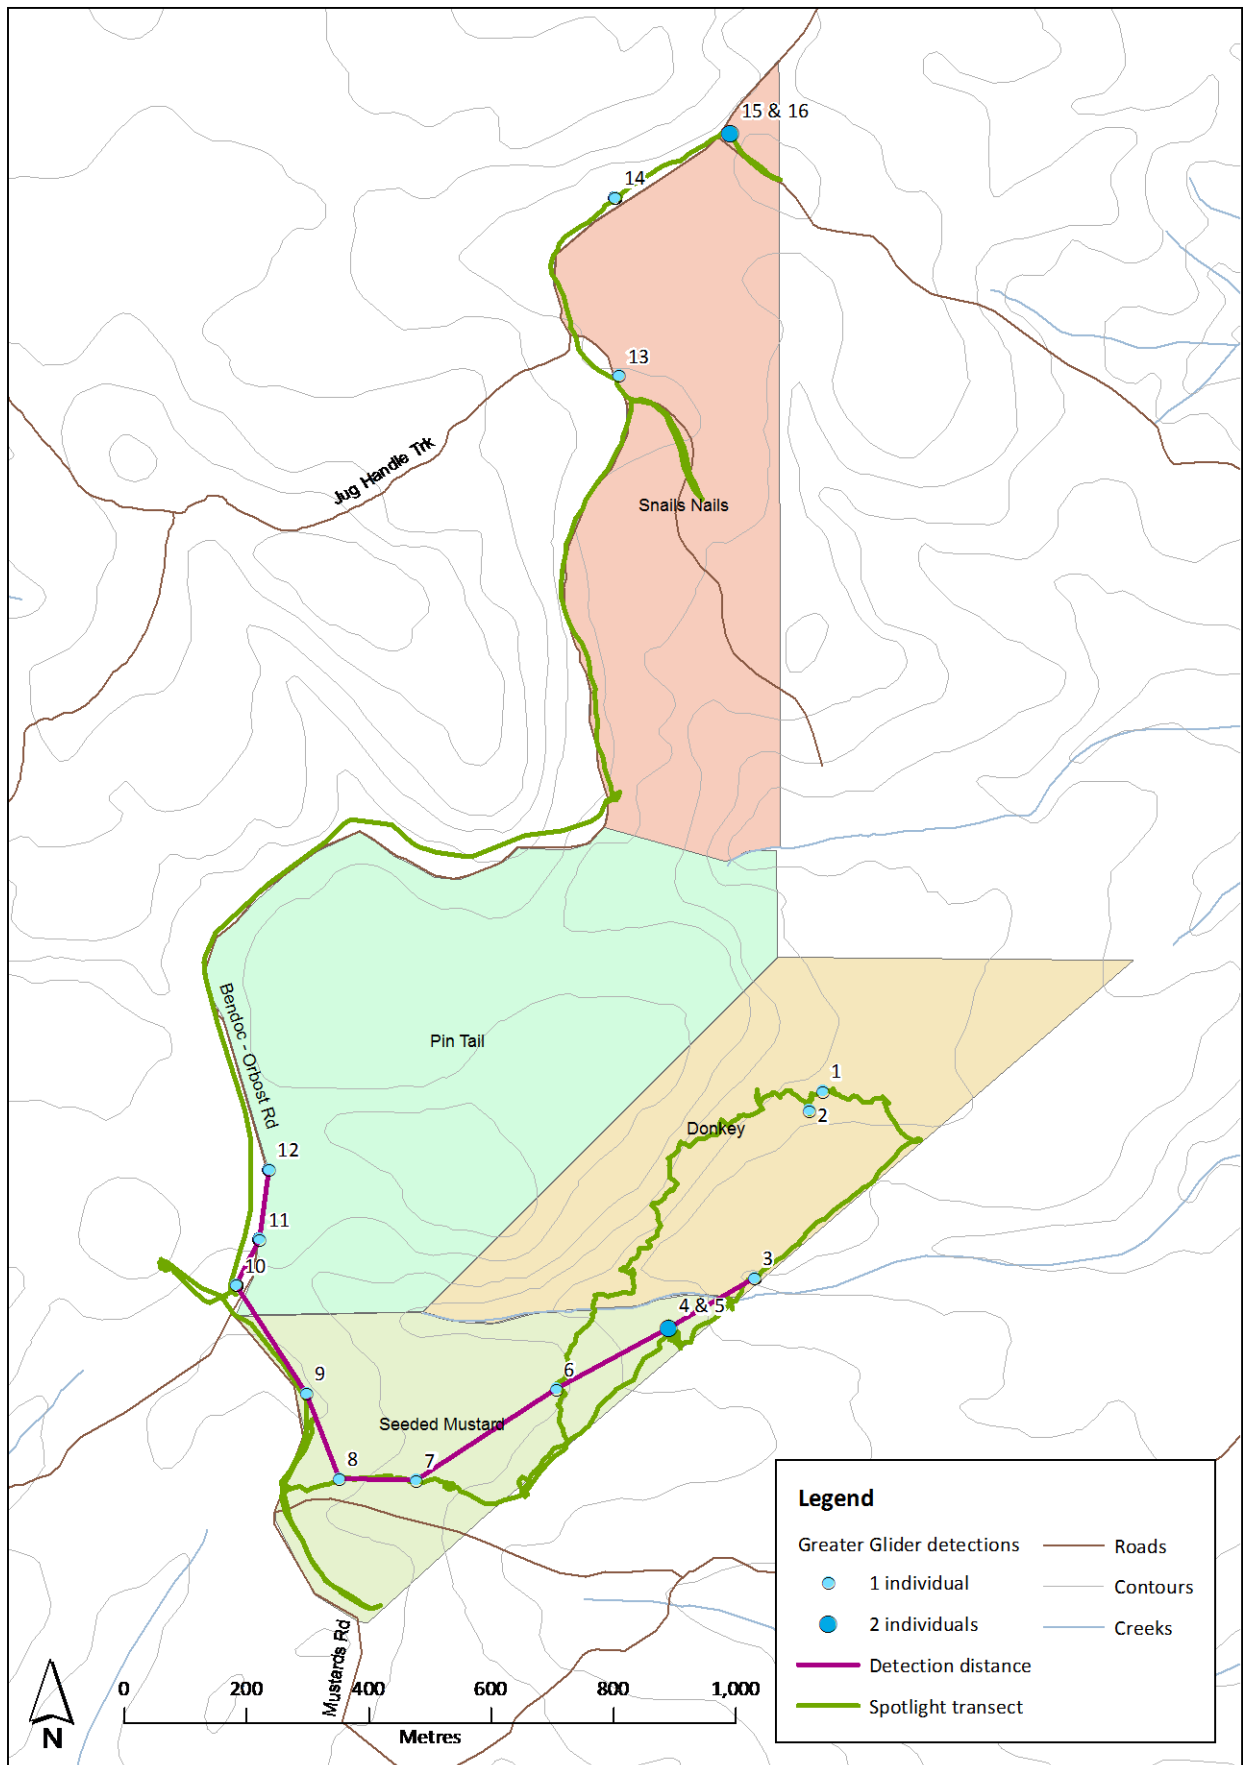 15 & 16
14
13
Jug Handle Trk
Snails Nails
Bendoc - Orbost Rd
Pin Tail
1
2
Donkey
12
11
10
3
4 & 5
6
9
Seeded Mustard
8
7
Legend
Greater Glider detections
1 individual
2 individuals
Detection distance
Spotlight transect
Roads
Contours
Creeks
Mustards Rd
0 200 400 600 800 1,000
Metres
N